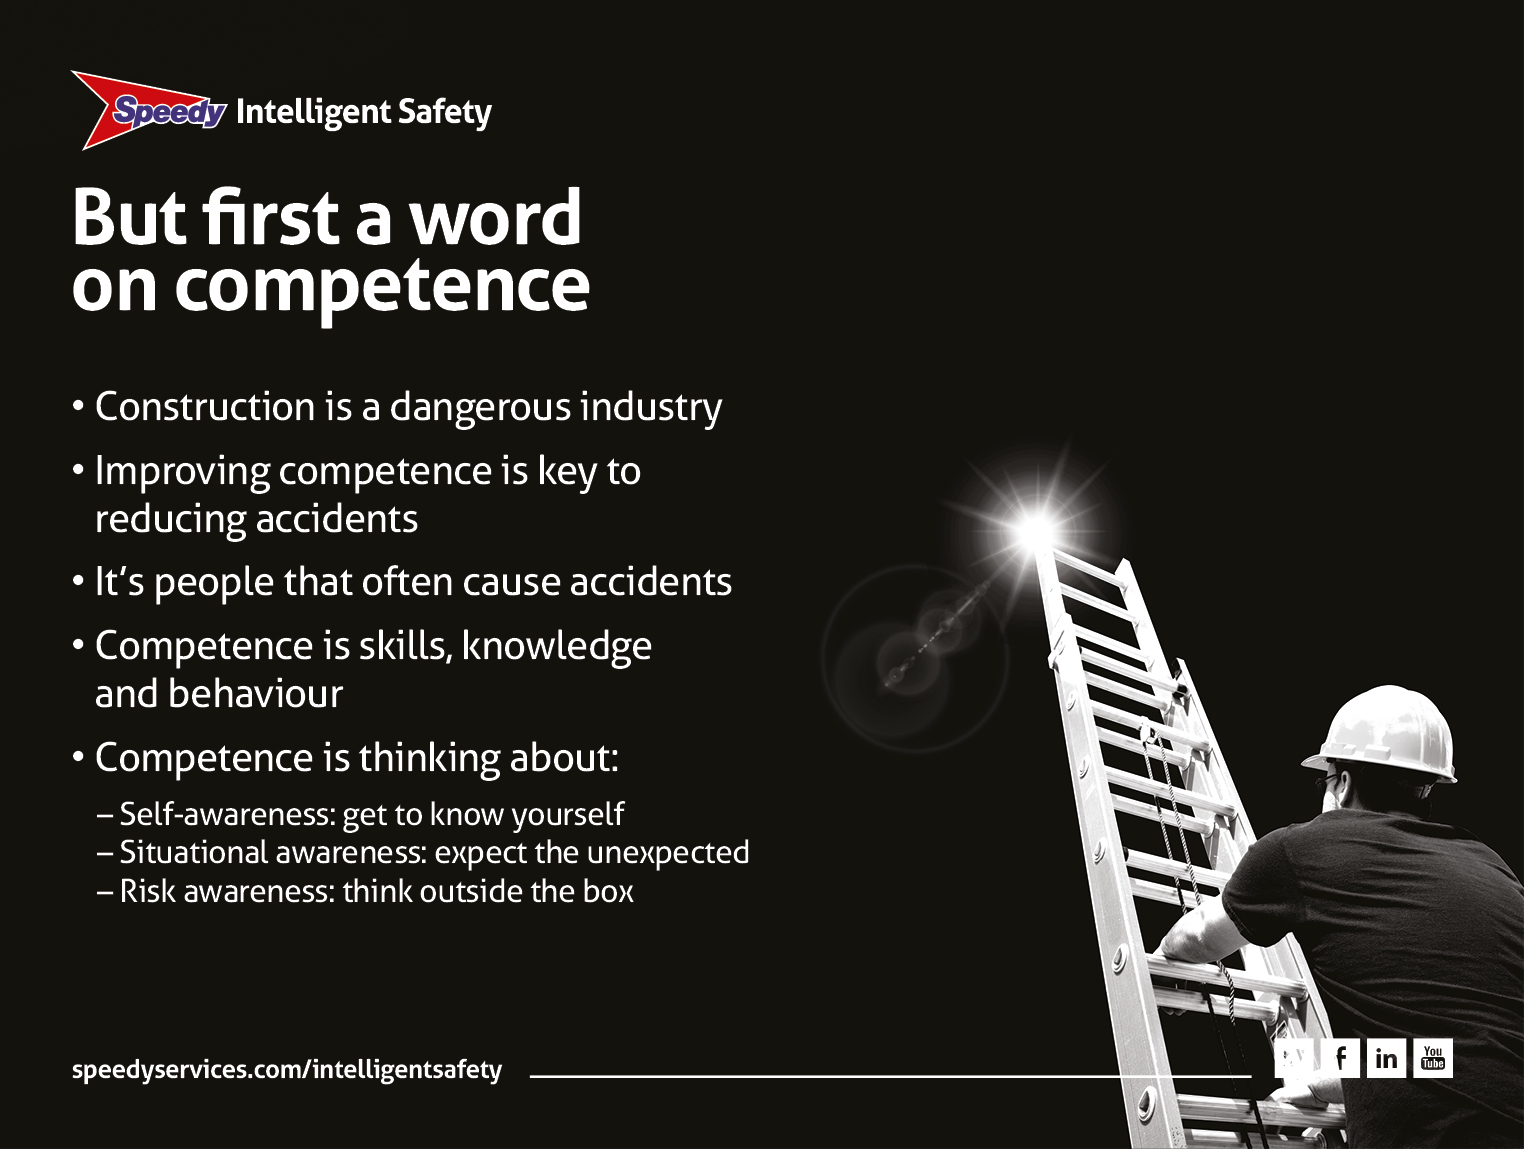 Speedy Intelligent Safety
But first a word
on competence
• Construction is a dangerous industry
• Improving competence is key to
reducing accidents
• It’s people that often cause accidents
• Competence is skills, knowledge
and behaviour
• Competence is thinking about:
– Self-awareness: get to know yourself
– Situational awareness: expect the unexpected
– Risk awareness: think outside the box
speedyservices.com/intelligentsafety
f in You
Tube